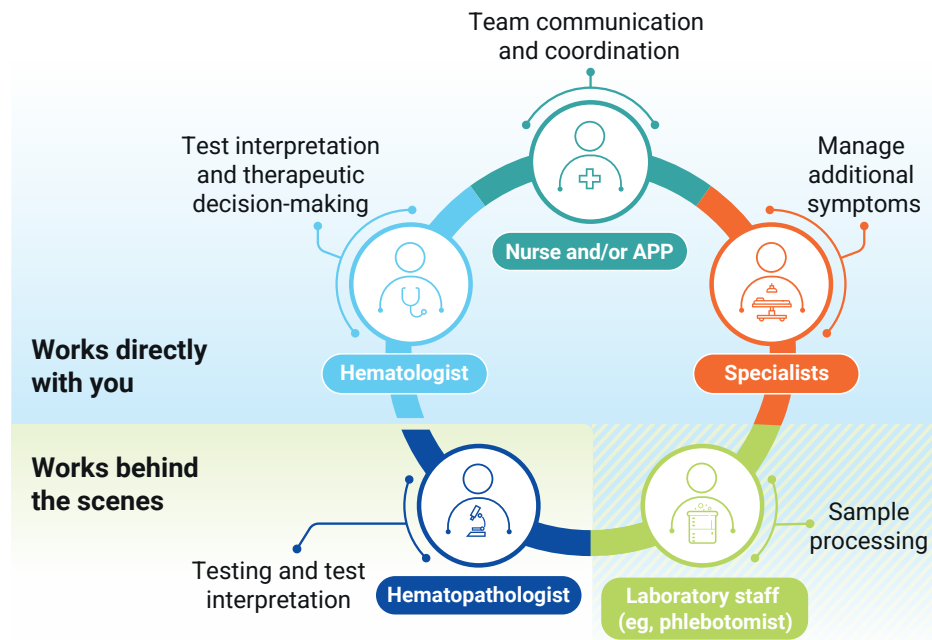 Team communication
and coordination
Test interpretation
and therapeutic
decision-making
Manage
additional
symptoms
Nurse and/or APP
Hematologist
Specialists
Works directly
with you
Works behind
the scenes
Testing and test
interpretation
Hematopathologist
Laboratory staff
(eg, phlebotomist)
Sample
processing